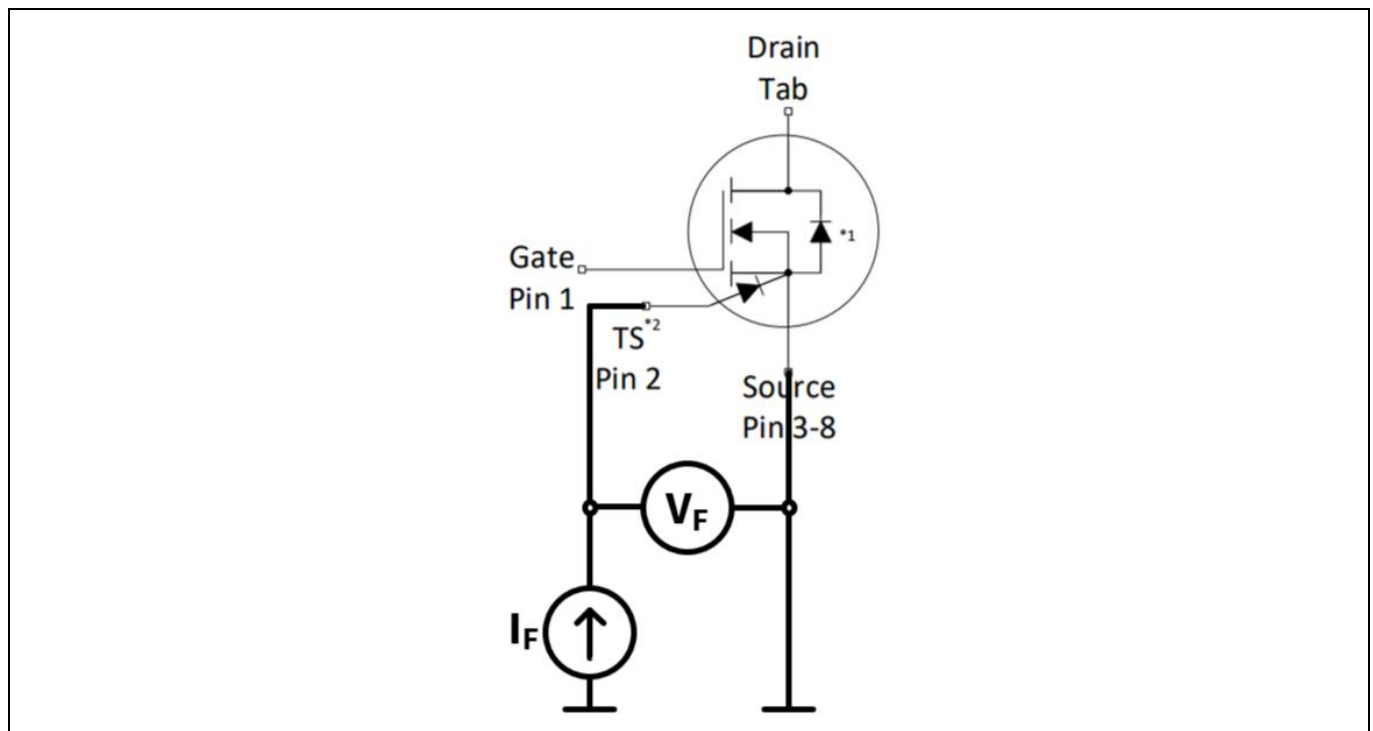 Drain
Tab
*1
Gate
Pin 1
TS*2
Pin 2
Source
Pin 3-8
VF
IF